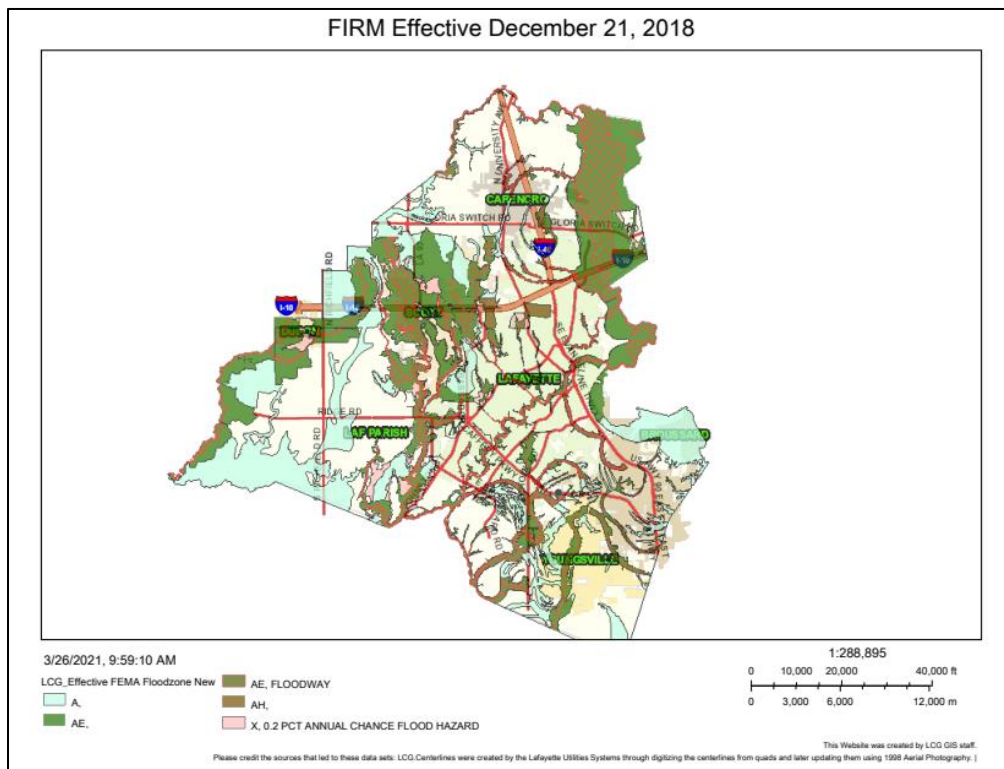 FIRM Effective December 21, 2018
N UNIVERSITY AVE
CARENCRO
GLORIA SWITCH RD
I-10
I-10
SCOTT
DUSON
LAFAYETTE
RIDGE RD
LAF PARISH
BROUSSARD
YOUNGSVILLE
3/26/2021, 9:59:10 AM
LCG_Effective FEMA Floodzone New
A,
AE,
AE, FLOODWAY
AH,
X, 0.2 PCT ANNUAL CHANCE FLOOD HAZARD
1:288,895
0 10,000 20,000 40,000 ft
0 3,000 6,000 12,000 m
This Website was created by LCG GIS staff.
Please credit the sources that led to these data sets: LCG.Centerlines were created by the Lafayette Utilities Systems through digitizing the centerlines from quads and later updating them using 1998 Aerial Photography. |